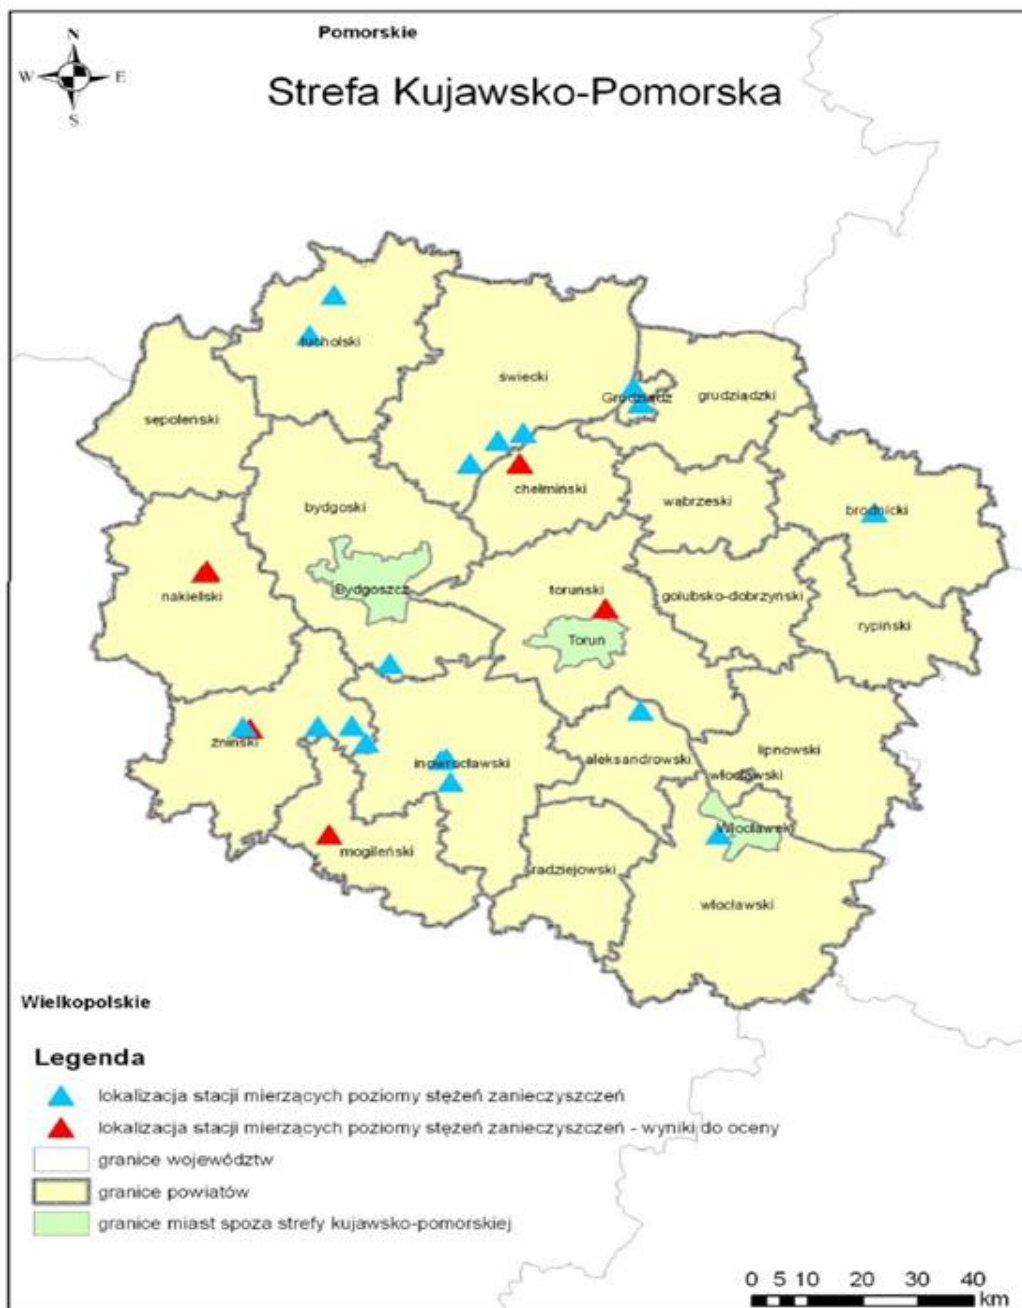 Pomorskie
N
W E
S
Strefa Kujawsko-Pomorska
tucholski
świecki
Grudziądz
grudziądzki
sępoleński
chełmiński
wąbrzeski
bydgoski
brodnicki
nakielski
Bydgoszcz
toruński
golubsko-dobrzyński
rypiński
Toruń
żniński
inowrocławski
aleksandrowski
lipnowski
włocławski
Włocławek
mogileński
radziejowski
włocławski
Wielkopolskie
Legenda
lokalizacja stacji mierzących poziomy stężeń zanieczyszczeń
lokalizacja stacji mierzących poziomy stężeń zanieczyszczeń - wyniki do oceny
granice województw
granice powiatów
granice miast spoza strefy kujawsko-pomorskiej
0 5 10 20 30 40
km